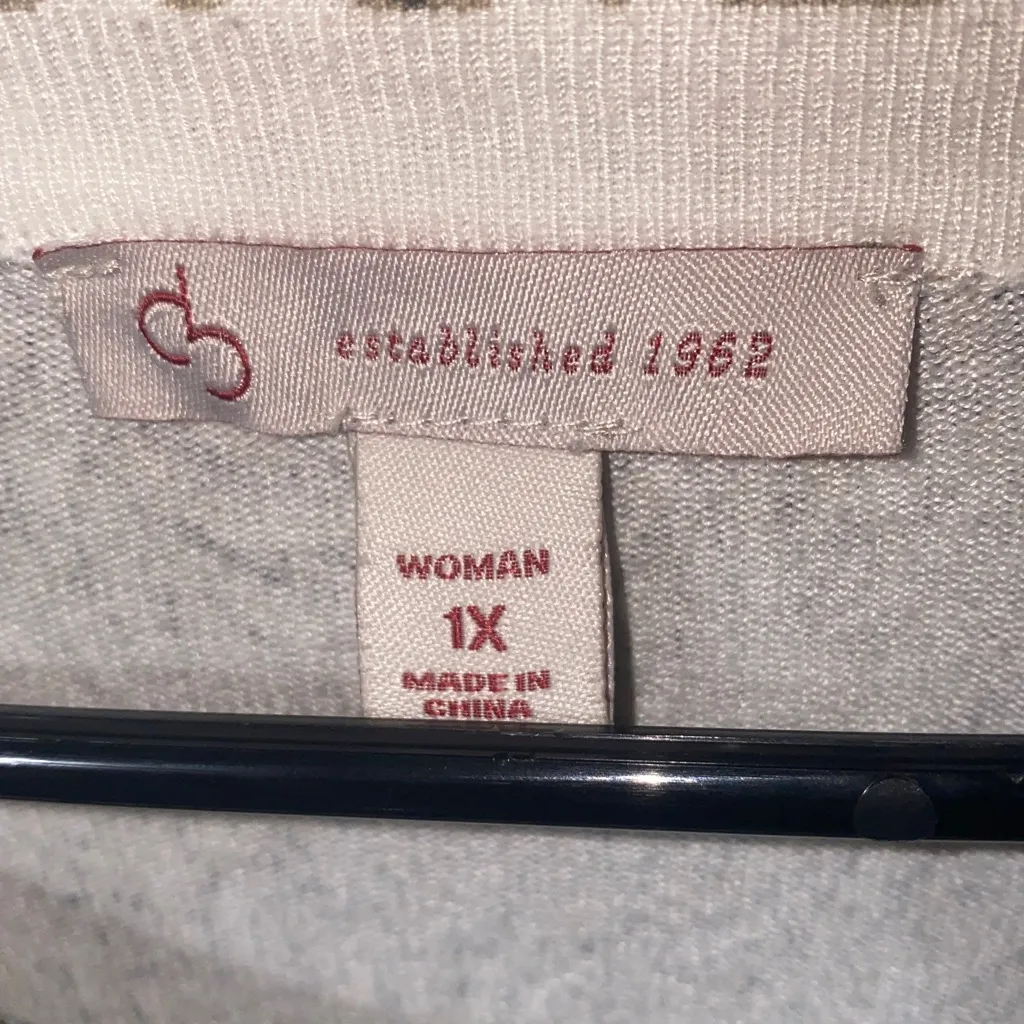 established 1962
WOMAN
1X
MADE IN
CHINA